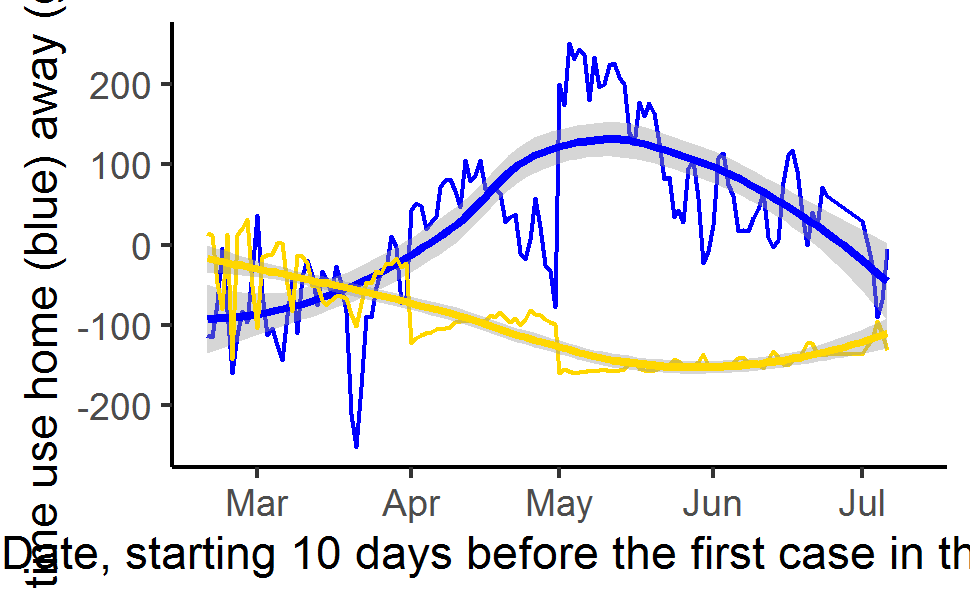 time use home (blue) away (
200
100
0
-100
-200
Mar Apr May Jun Jul
Date, starting 10 days before the first case in th